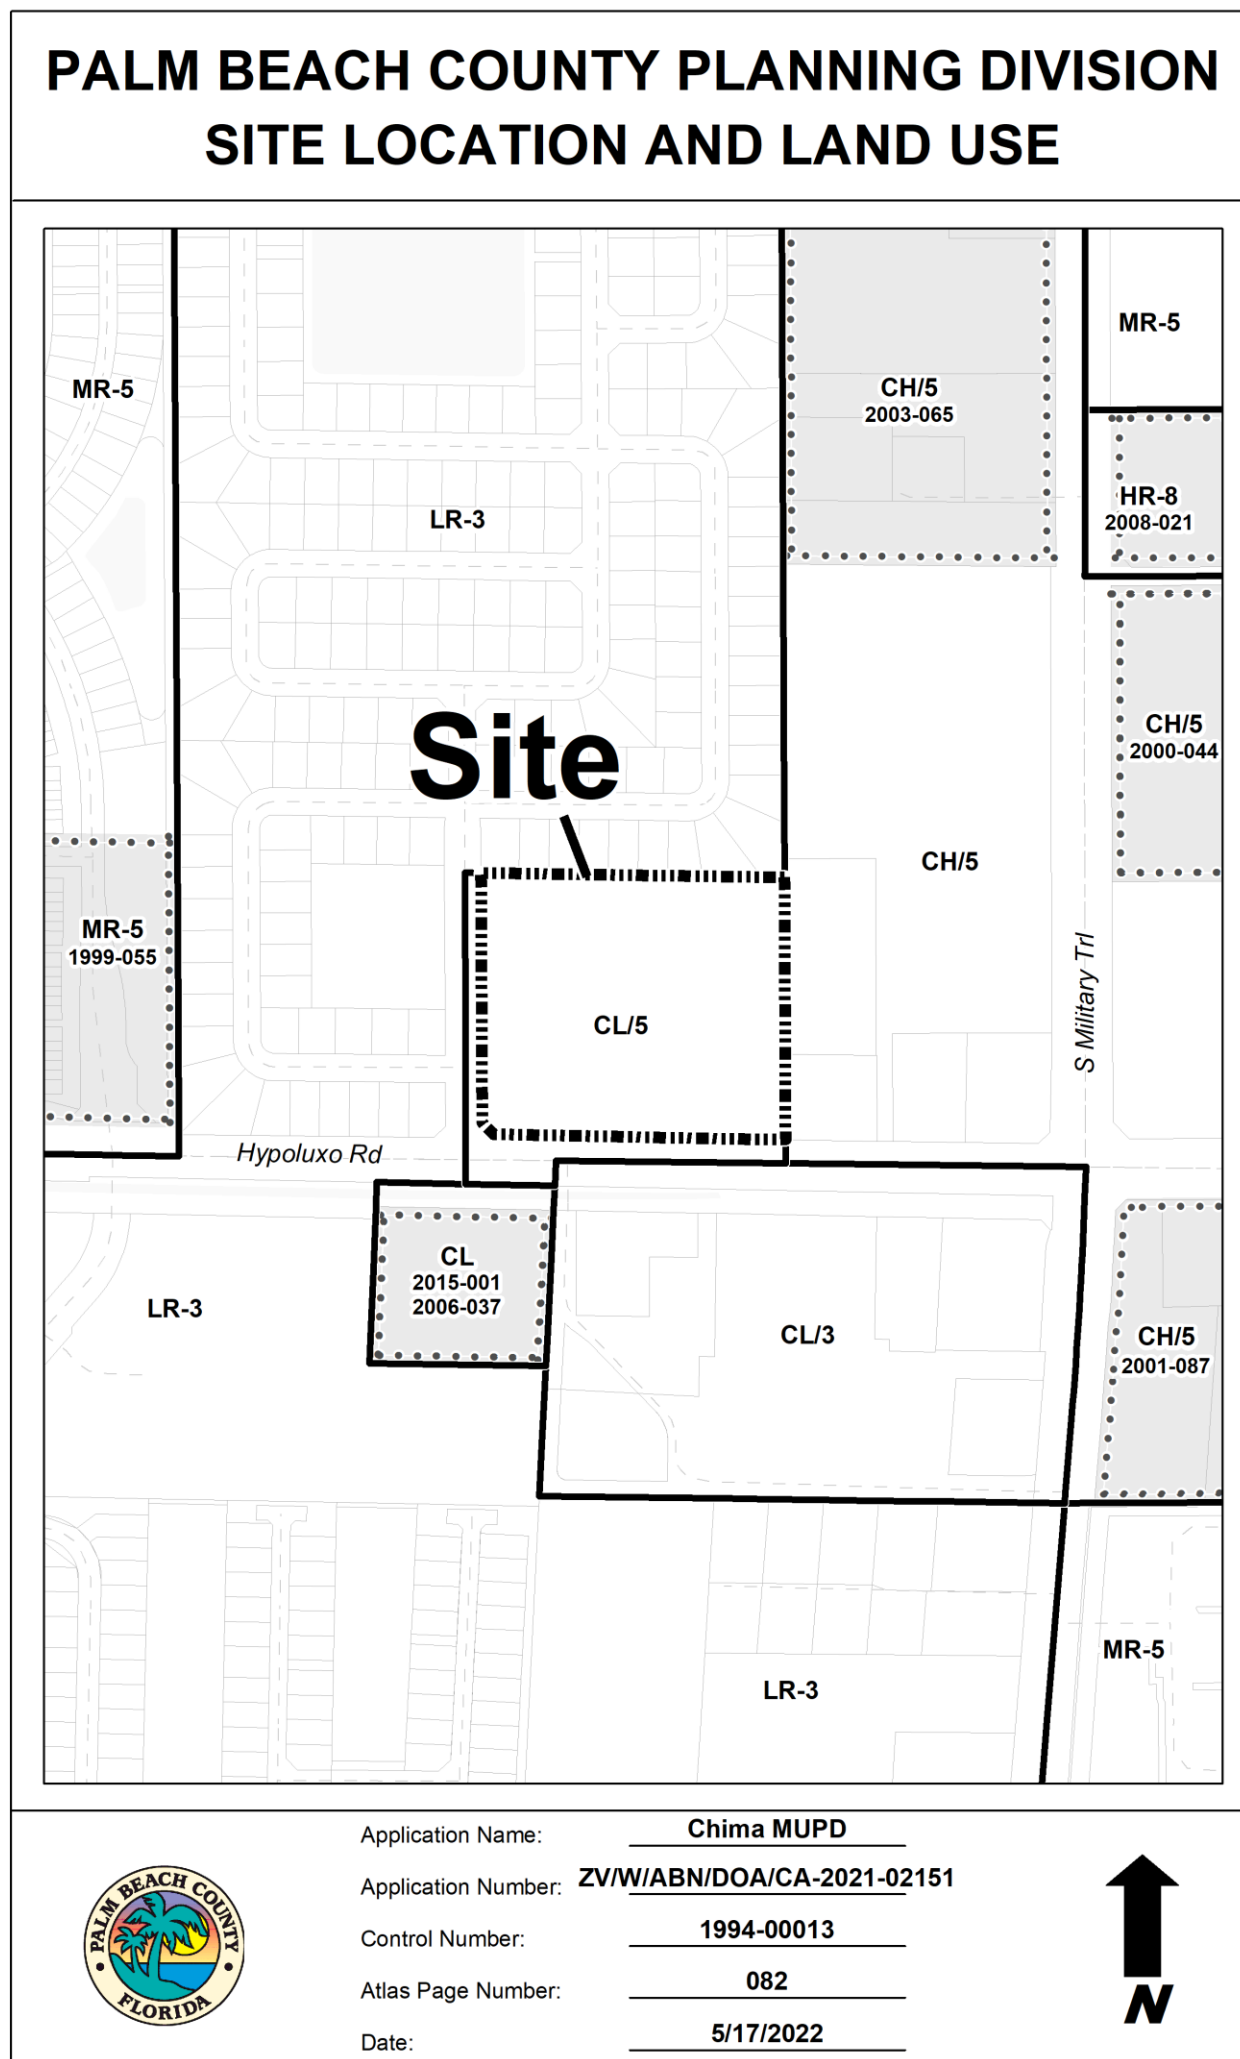 PALM BEACH COUNTY PLANNING DIVISION
SITE LOCATION AND LAND USE
MR-5
MR-5
CH/5
2003-065
HR-8
2008-021
LR-3
Site
CH/5
2000-044
CH/5
MR-5
1999-055
CL/5
S Military Trl
Hypoluxo Rd
CL
2015-001
2006-037
LR-3
CL/3
CH/5
2001-087
MR-5
LR-3
Application Name: Chima MUPD
Application Number: ZV/W/ABN/DOA/CA-2021-02151
Control Number: 1994-00013
Atlas Page Number: 082
Date: 5/17/2022
PALM BEACH COUNTY
FLORIDA
N